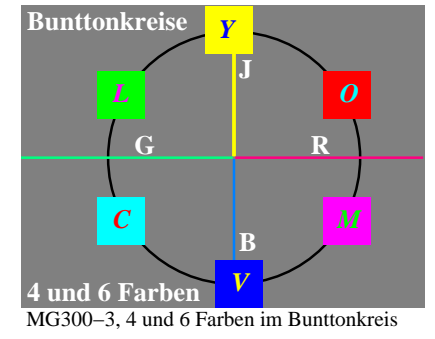 Bunttonkreise
Y
J
L
O
G
R
C
M
B
V
4 und 6 Farben
MG300−3, 4 und 6 Farben im Bunttonkreis